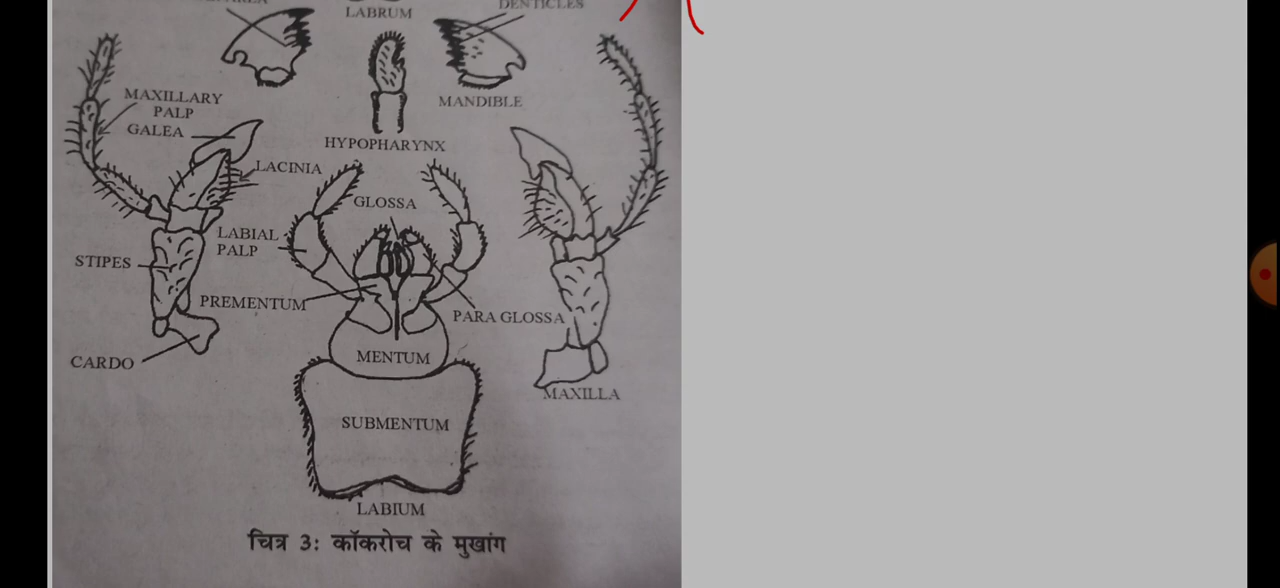 LABRUM
DENTICLES
MAXILLARY
PALP
GALEA
MANDIBLE
HYPOPHARYNX
LACINIA
GLOSSA
LABIAL
PALP
STIPES
PREMENTUM
PARA GLOSSA
MENTUM
CARDO
MAXILLA
SUBMENTUM
LABIUM
चित्र 3: कॉकरोच के मुखांग